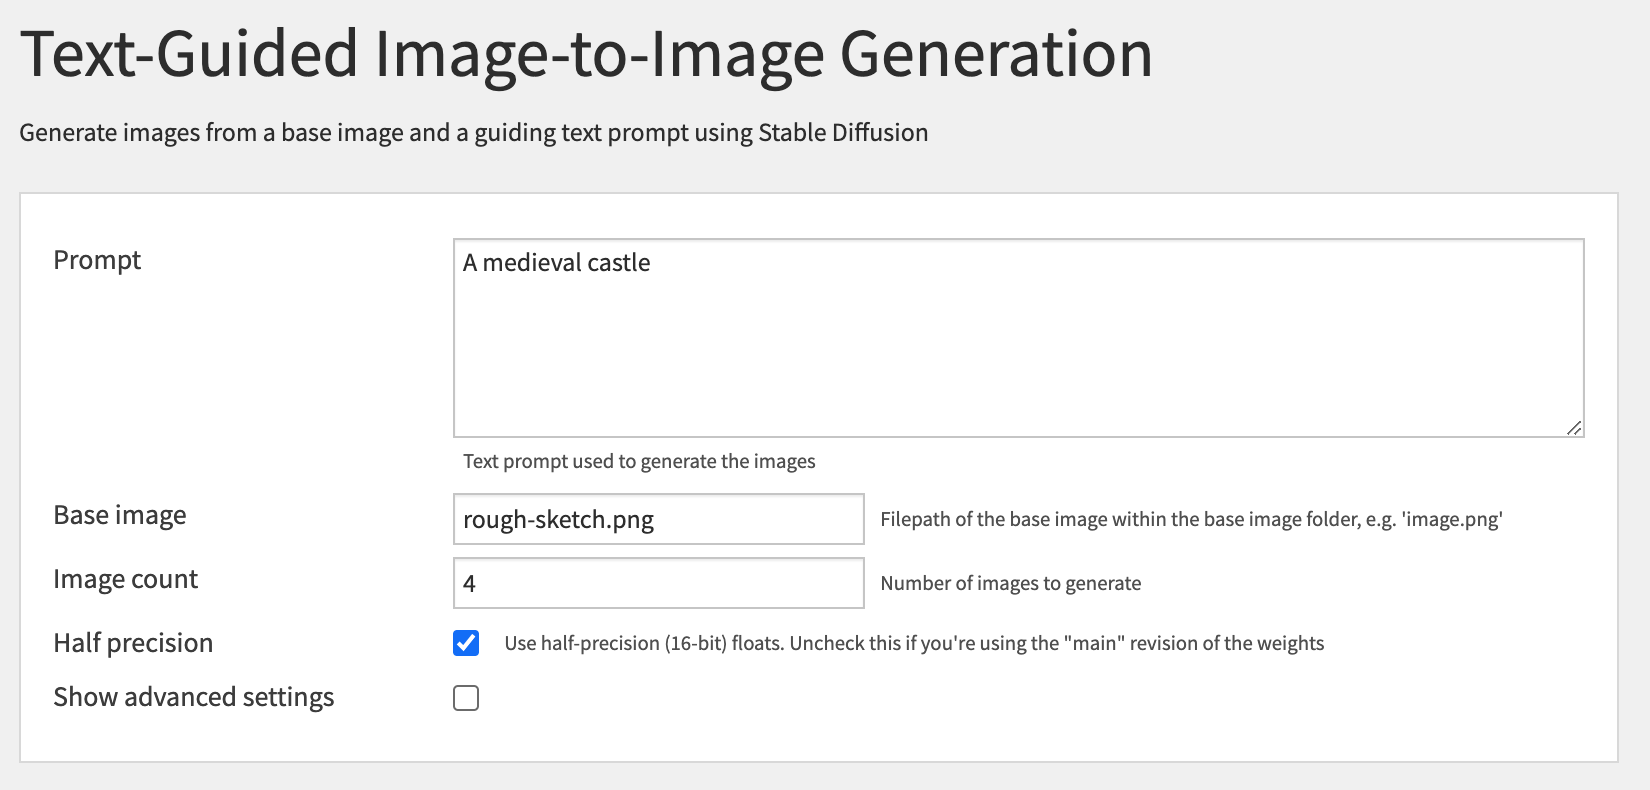 Text-Guided Image-to-Image Generation
Generate images from a base image and a guiding text prompt using Stable Diffusion
Prompt
A medieval castle
Text prompt used to generate the images
Base image
rough-sketch.png
Filepath of the base image within the base image folder, e.g. 'image.png'
Image count
4
Number of images to generate
Half precision
Use half-precision (16-bit) floats. Uncheck this if you're using the "main" revision of the weights
Show advanced settings